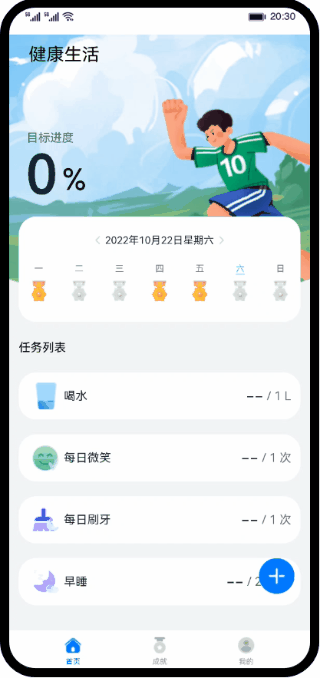 20:30
健康生活
目标进度
0 %
10
2022年10月22日星期六
一 二 三 四 五 六 日
任务列表
喝水 -- / 1 L
每日微笑 -- / 1 次
每日刷牙 -- / 1 次
早睡 -- / 2
首页 成就 我的